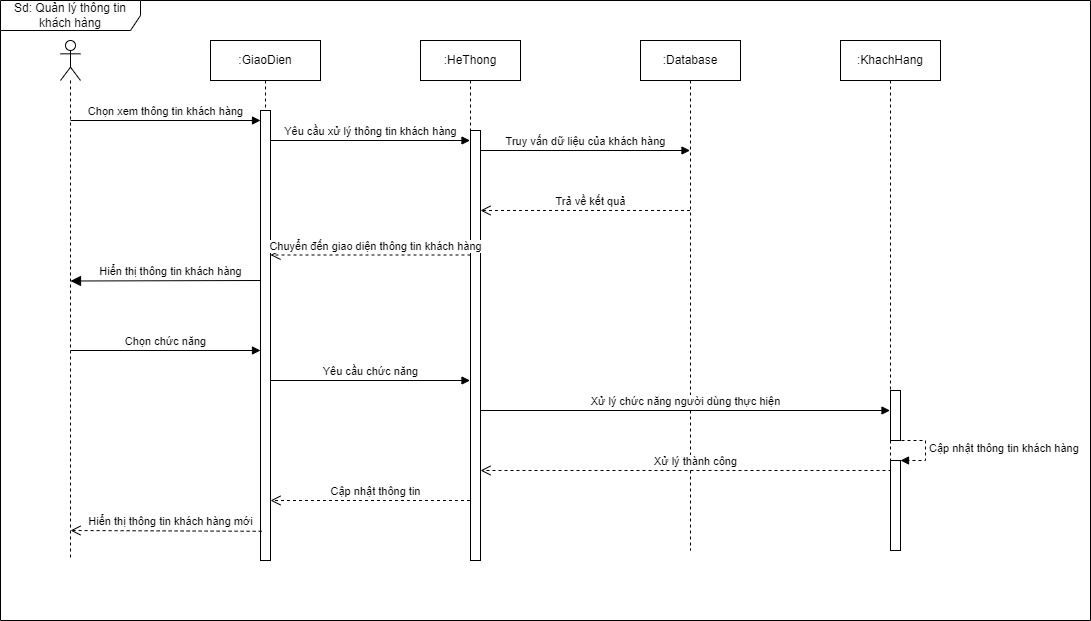 Sd: Quản lý thông tin
khách hàng
:GiaoDien
:HeThong
:Database
:KhachHang
Chọn xem thông tin khách hàng
Yêu cầu xử lý thông tin khách hàng
Truy vấn dữ liệu của khách hàng
Trả về kết quả
Chuyển đến giao diện thông tin khách hàng
Hiển thị thông tin khách hàng
Chọn chức năng
Yêu cầu chức năng
Xử lý chức năng người dùng thực hiện
Cập nhật thông tin khách hàng
Xử lý thành công
Cập nhật thông tin
Hiển thị thông tin khách hàng mới